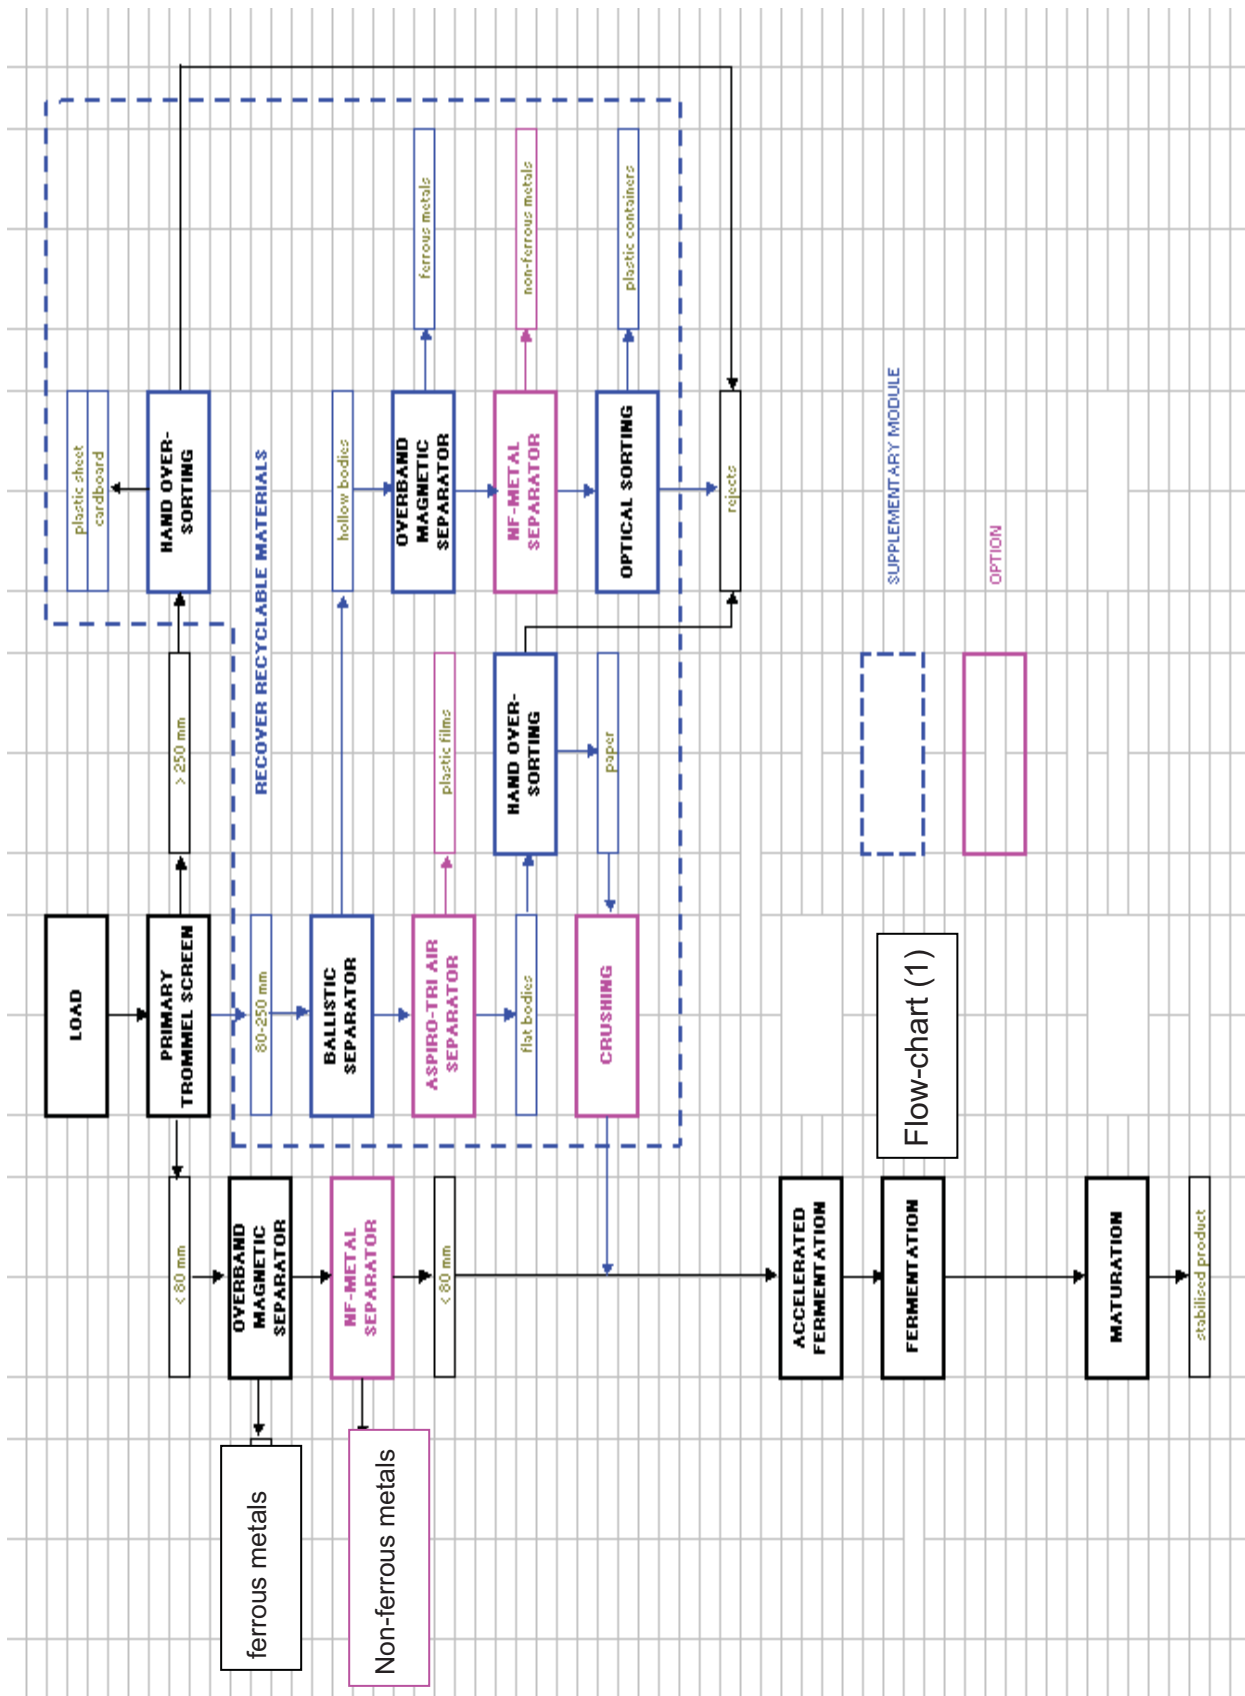 LOAD
PRIMARY
TROMMEL SCREEN
> 250 mm
HAND OVER-
SORTING
plastic sheet
cardboard
RECOVER RECYCLABLE MATERIALS
80-250 mm
BALLISTIC
SEPARATOR
hollow bodies
OVERBAND
MAGNETIC
SEPARATOR
ferrous metals
NF-METAL
SEPARATOR
non-ferrous metals
OPTICAL SORTING
plastic containers
rejects
ASPIRO-TRI AIR
SEPARATOR
plastic films
flat bodies
HAND OVER-
SORTING
paper
CRUSHING
< 80 mm
OVERBAND
MAGNETIC
SEPARATOR
ferrous metals
NF-METAL
SEPARATOR
Non-ferrous metals
< 80 mm
ACCELERATED
FERMENTATION
FERMENTATION
MATURATION
stabilised product
Flow-chart (1)
SUPPLEMENTARY MODULE
OPTION